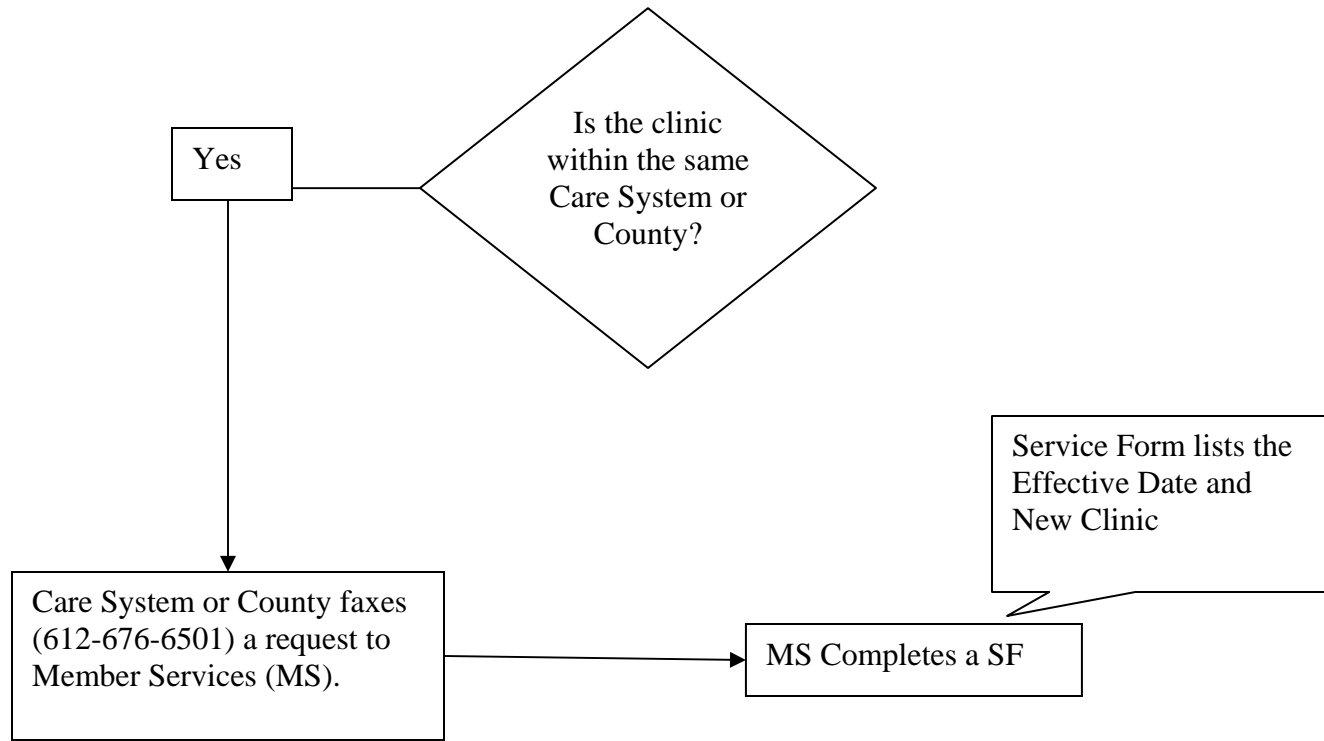 Is the clinic
within the same
Care System or
County?
Yes
Service Form lists the
Effective Date and
New Clinic
Care System or County faxes
(612-676-6501) a request to
Member Services (MS).
MS Completes a SF